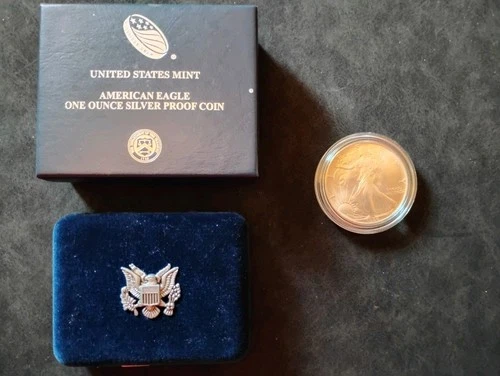 UNITED STATES MINT
AMERICAN EAGLE
ONE OUNCE SILVER PROOF COIN